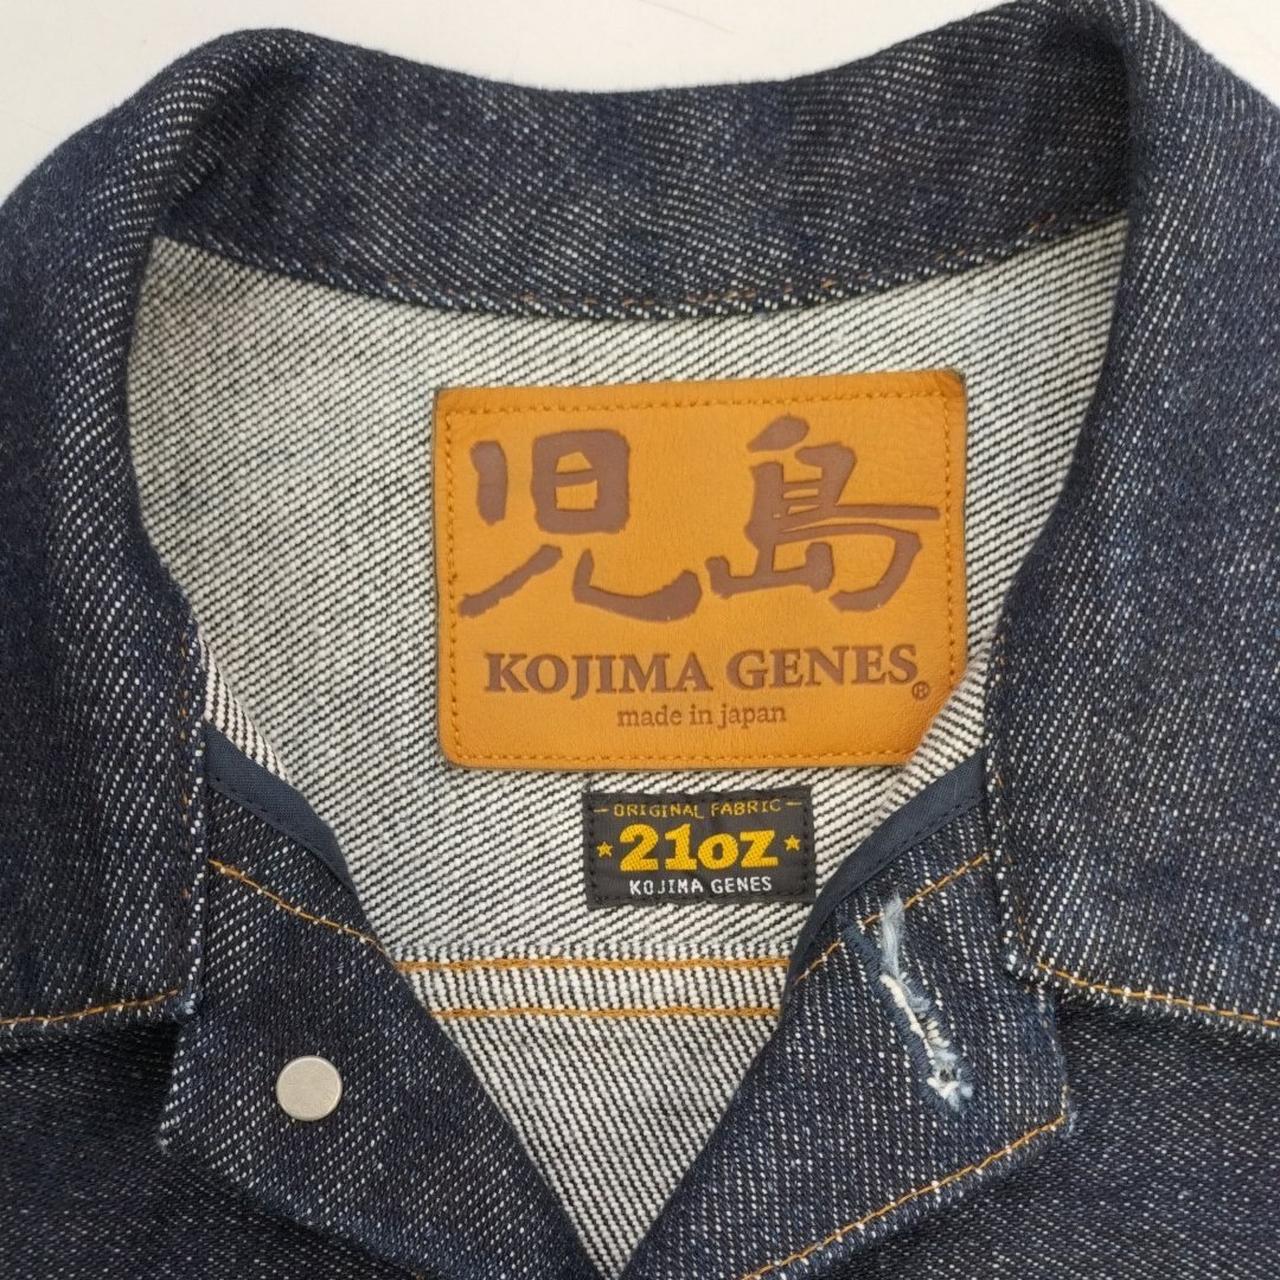 児島
KOJIMA GENES®
made in japan
ORIGINAL FABRIC
21oz
KOJIMA GENES